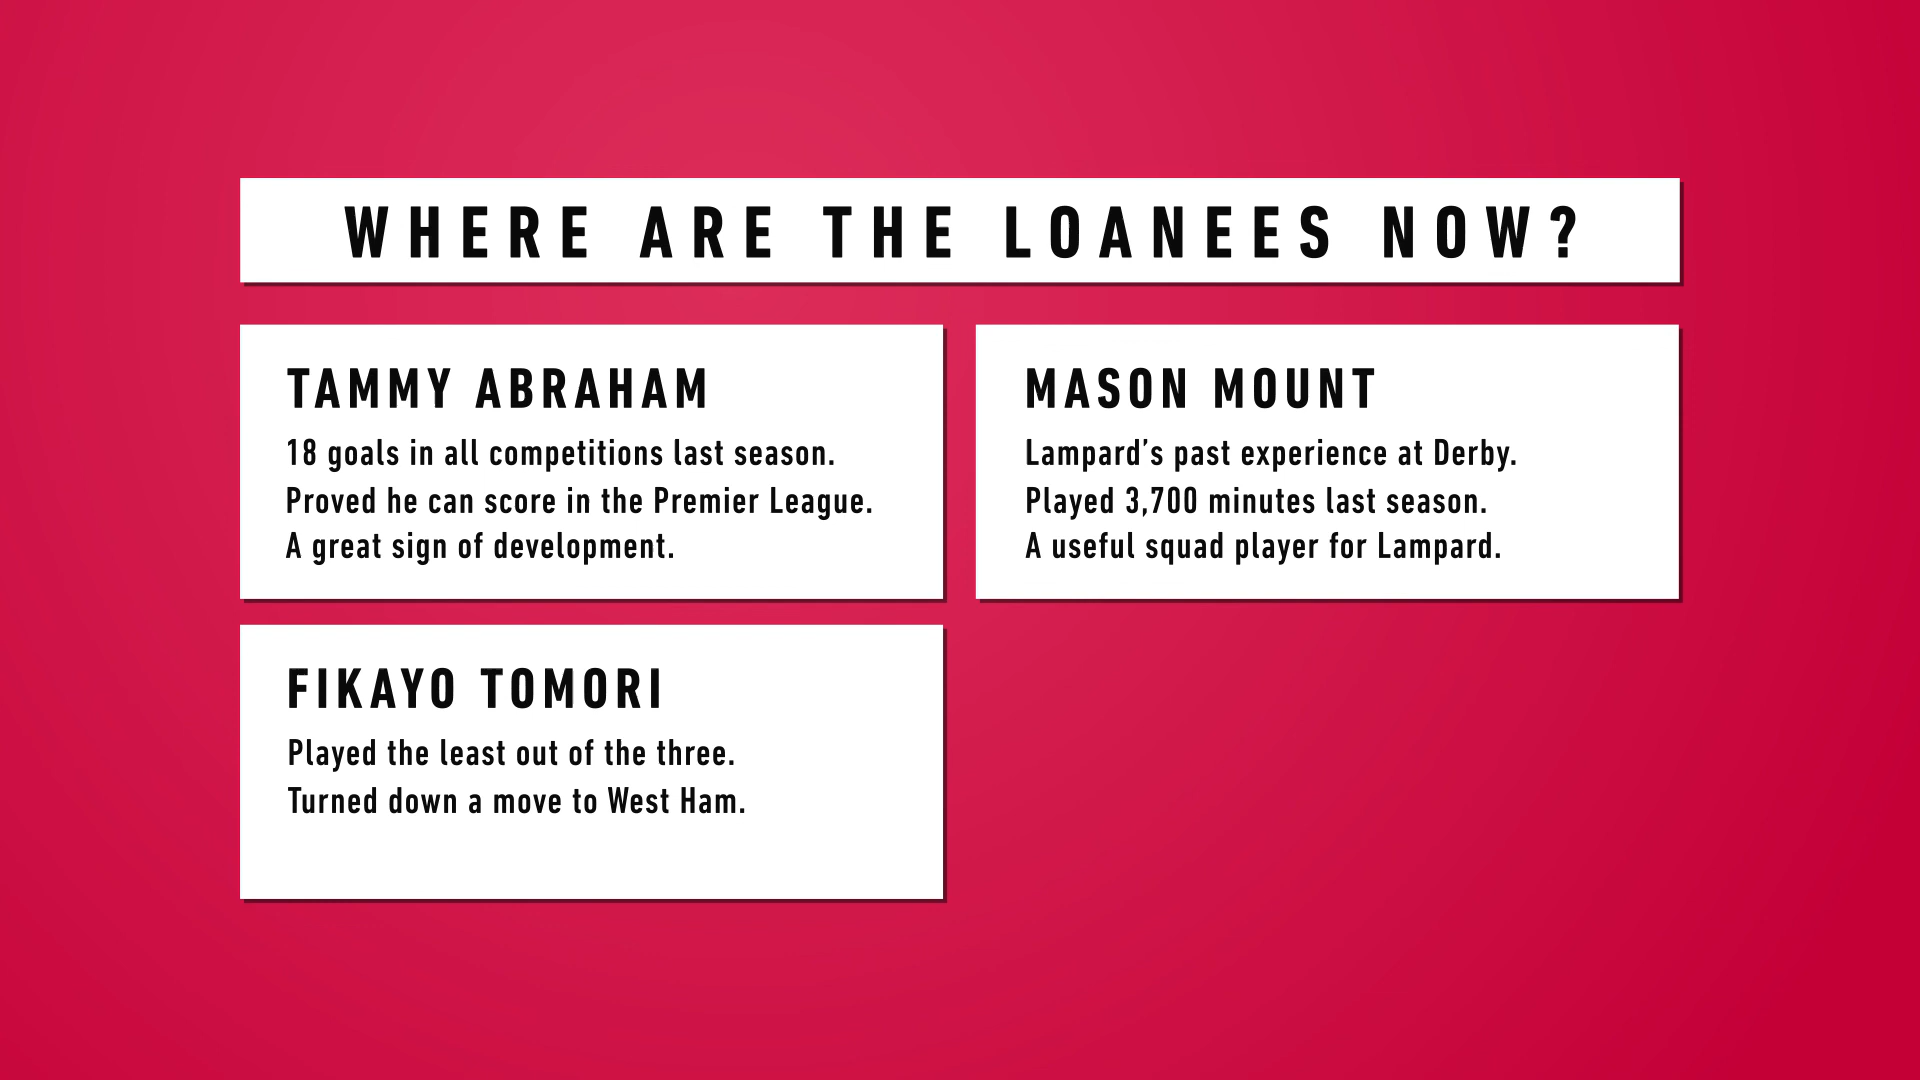 WHERE ARE THE LOANEES NOW?
TAMMY ABRAHAM
18 goals in all competitions last season.
Proved he can score in the Premier League.
A great sign of development.
MASON MOUNT
Lampard’s past experience at Derby.
Played 3,700 minutes last season.
A useful squad player for Lampard.
FIKAYO TOMORI
Played the least out of the three.
Turned down a move to West Ham.